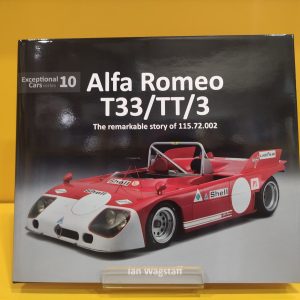 Exceptional
Cars series 10
Alfa Romeo
T33/TT/3
The remarkable story of 115.72.002
Shell
Ian Wagstaff